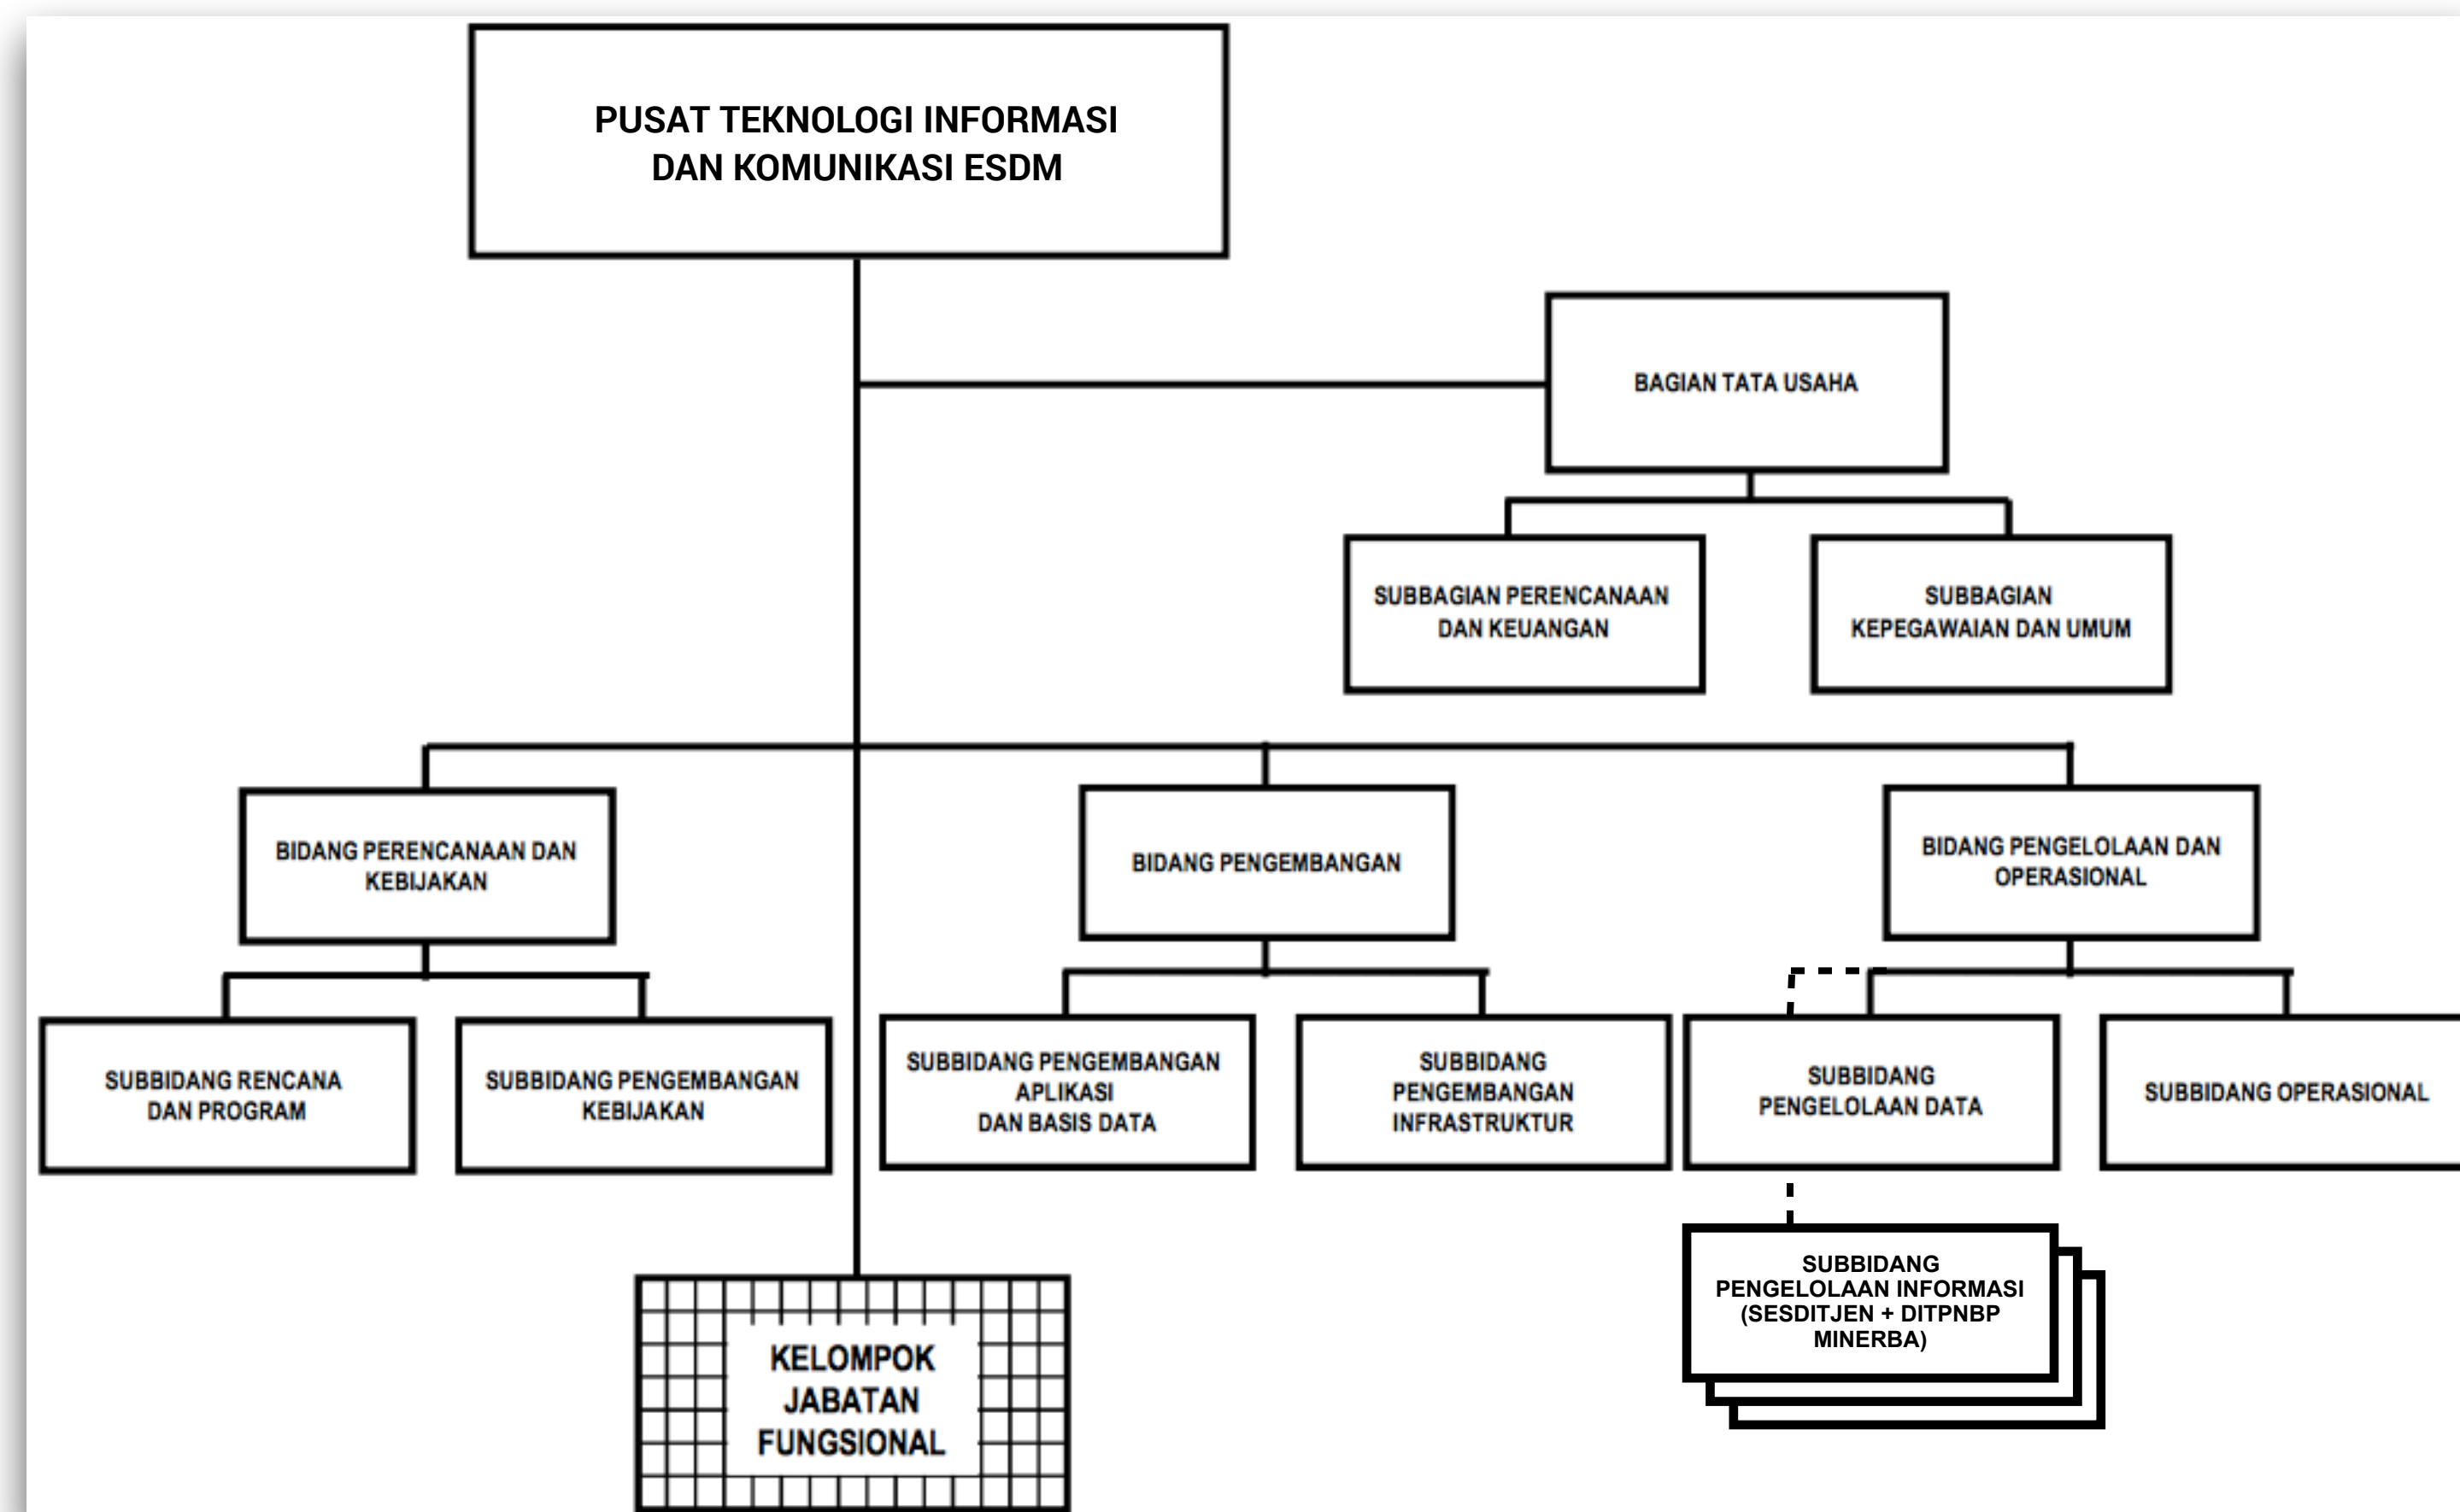 PUSAT TEKNOLOGI INFORMASI
DAN KOMUNIKASI ESDM
BAGIAN TATA USAHA
SUBBAGIAN PERENCANAAN
DAN KEUANGAN
SUBBAGIAN
KEPEGAWAIAN DAN UMUM
BIDANG PERENCANAAN DAN
KEBIJAKAN
BIDANG PENGEMBANGAN
BIDANG PENGELOLAAN DAN
OPERASIONAL
SUBBIDANG RENCANA
DAN PROGRAM
SUBBIDANG PENGEMBANGAN
KEBIJAKAN
SUBBIDANG PENGEMBANGAN
APLIKASI
DAN BASIS DATA
SUBBIDANG
PENGEMBANGAN
INFRASTRUKTUR
SUBBIDANG
PENGELOLAAN DATA
SUBBIDANG OPERASIONAL
SUBBIDANG
PENGELOLAAN INFORMASI
(SESDITJEN + DITPNBP
MINERBA)
KELOMPOK
JABATAN
FUNGSIONAL